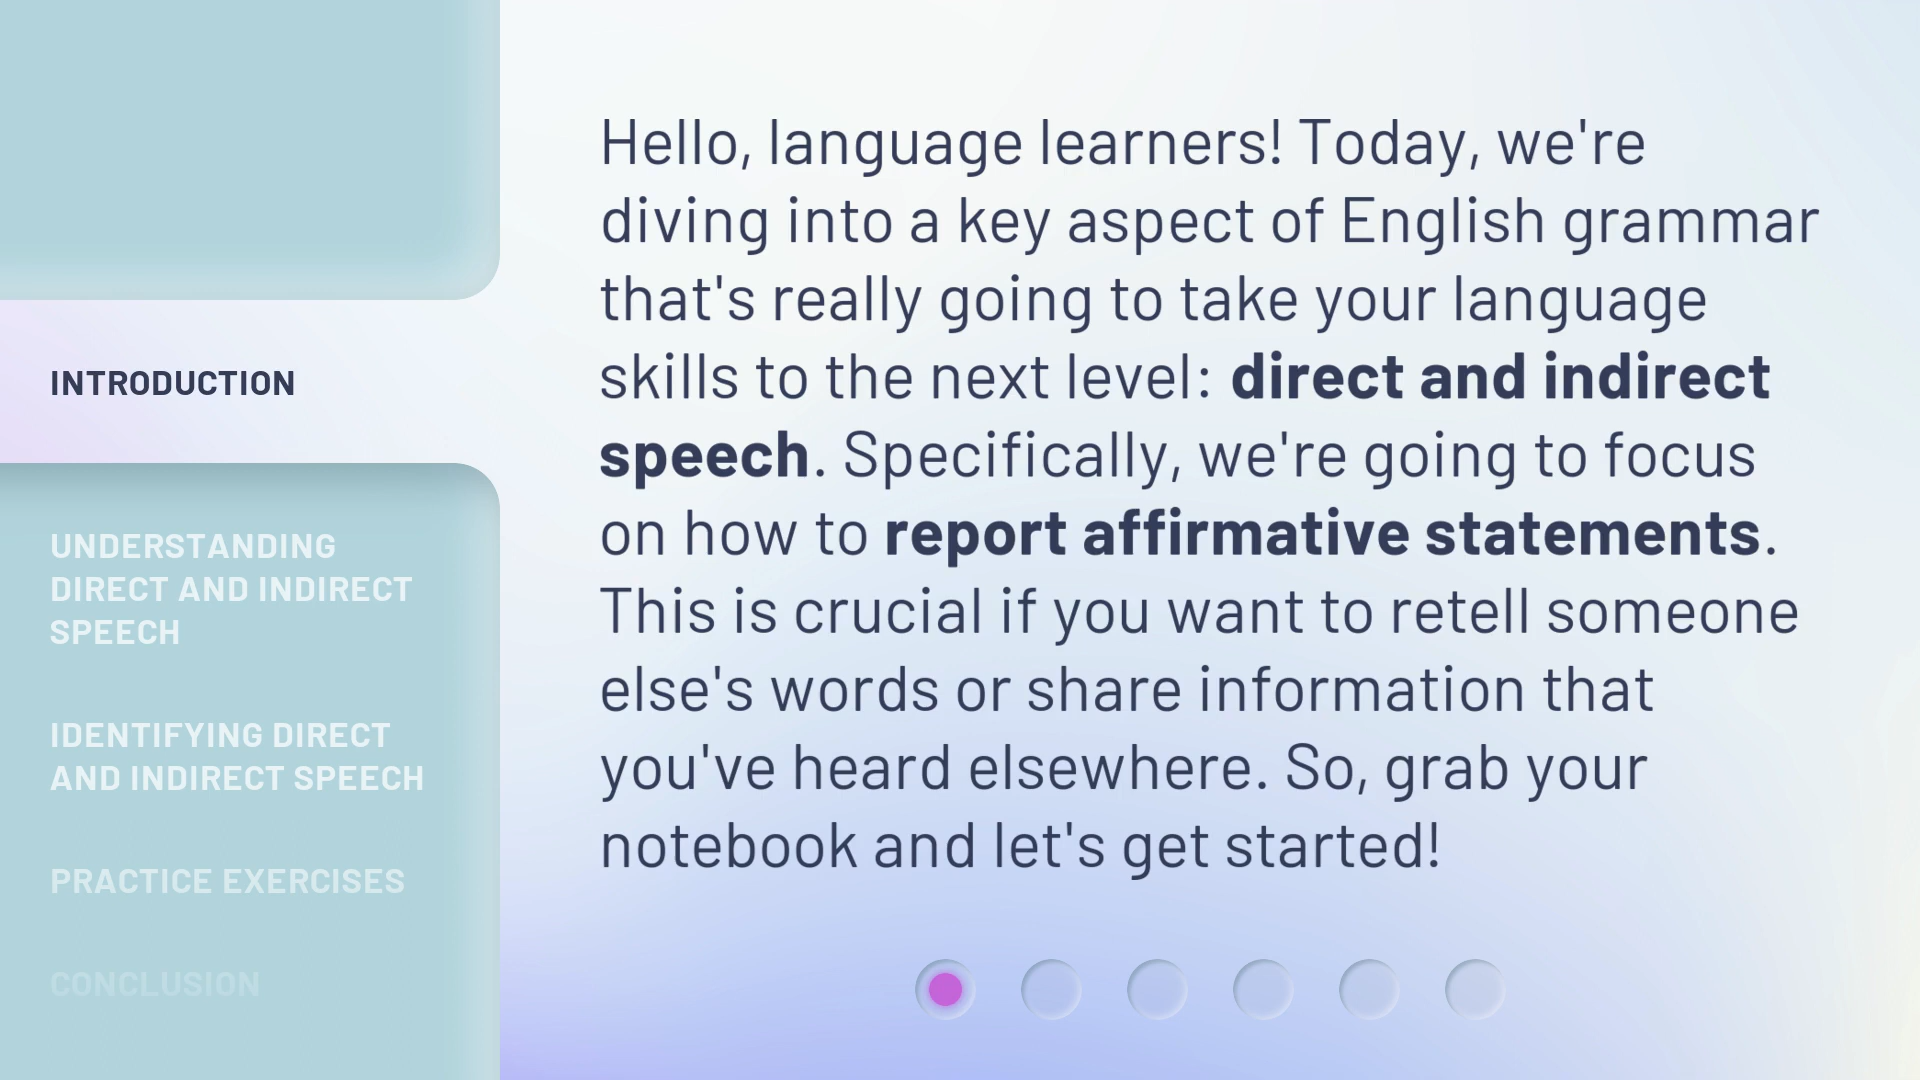 INTRODUCTION
UNDERSTANDING
DIRECT AND INDIRECT
SPEECH
IDENTIFYING DIRECT
AND INDIRECT SPEECH
PRACTICE EXERCISES
CONCLUSION
Hello, language learners! Today, we're
diving into a key aspect of English grammar
that's really going to take your language
skills to the next level: direct and indirect
speech. Specifically, we're going to focus
on how to report affirmative statements.
This is crucial if you want to retell someone
else's words or share information that
you've heard elsewhere. So, grab your
notebook and let's get started!